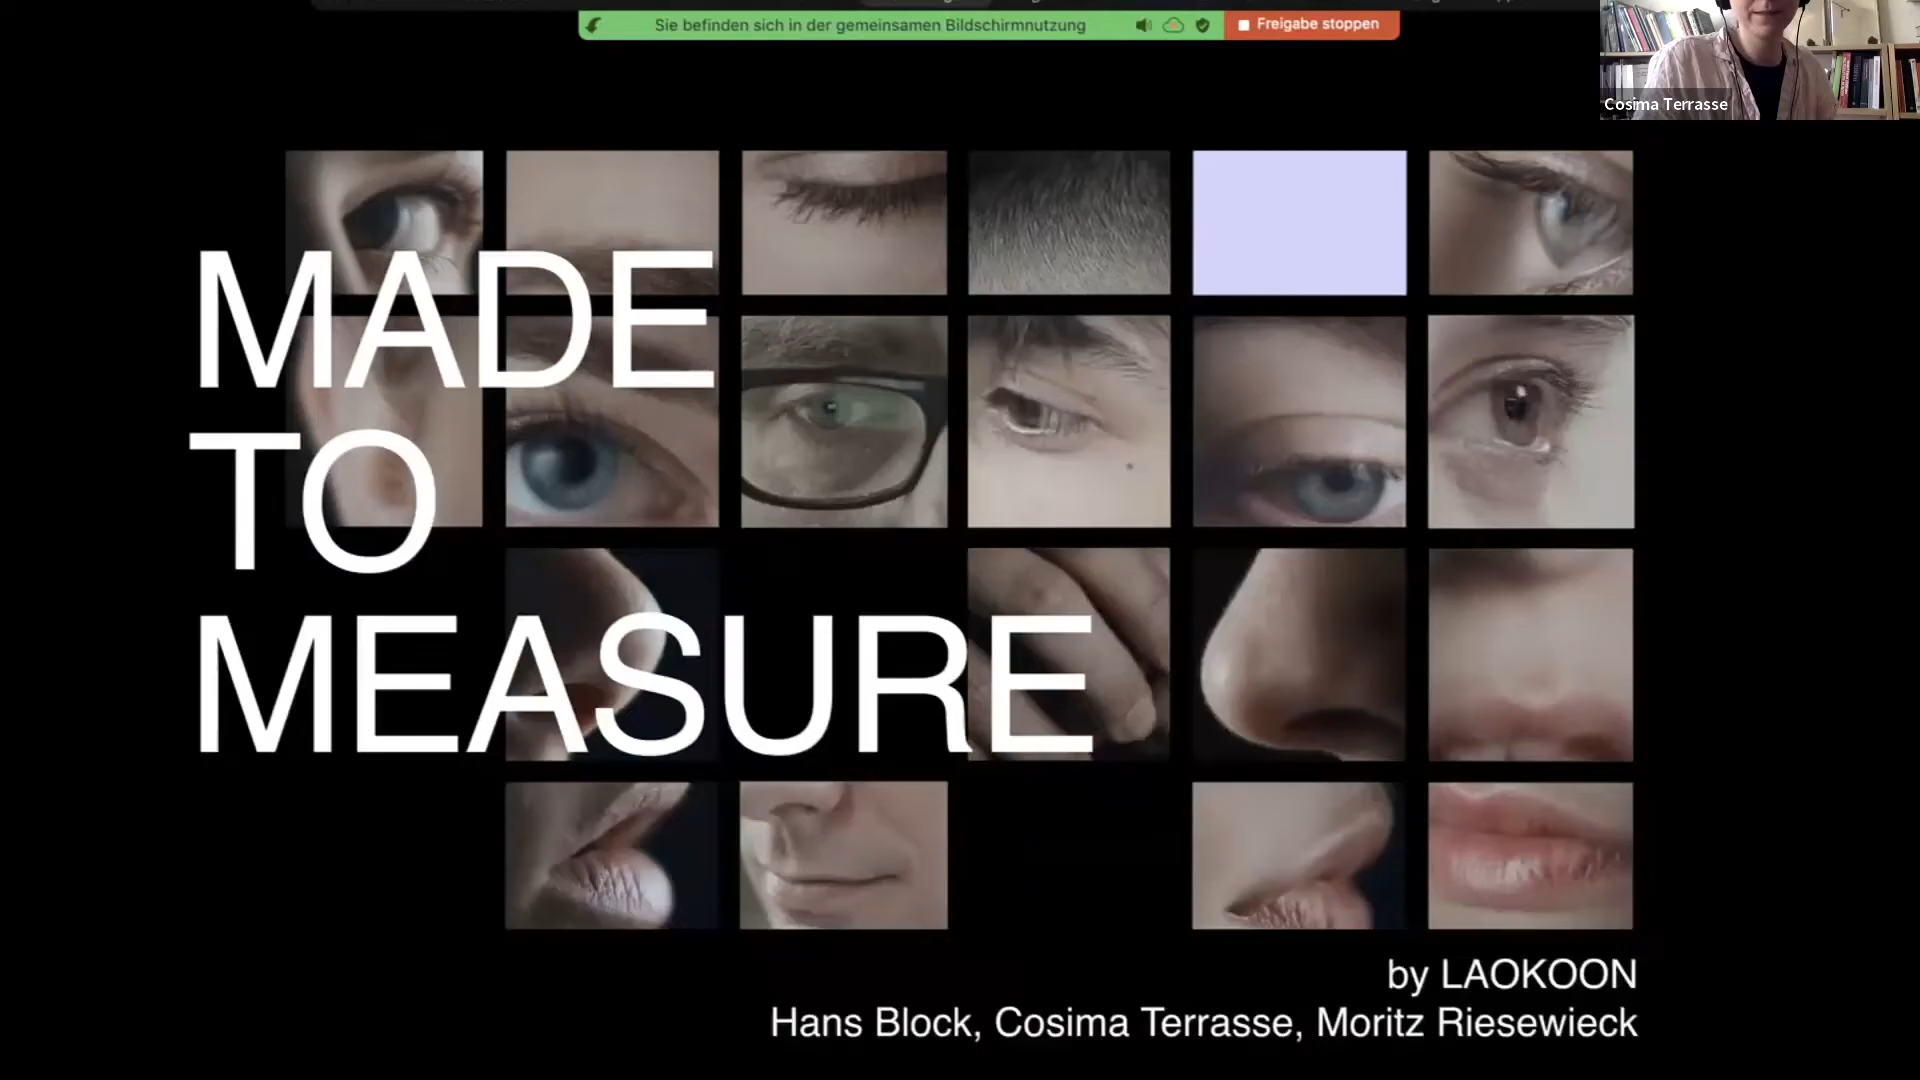 Sie befinden sich in der gemeinsamen Bildschirmnutzung
Freigabe stoppen
Cosima Terrasse
MADE
TO
MEASURE
by LAOKOON
Hans Block, Cosima Terrasse, Moritz Riesewieck